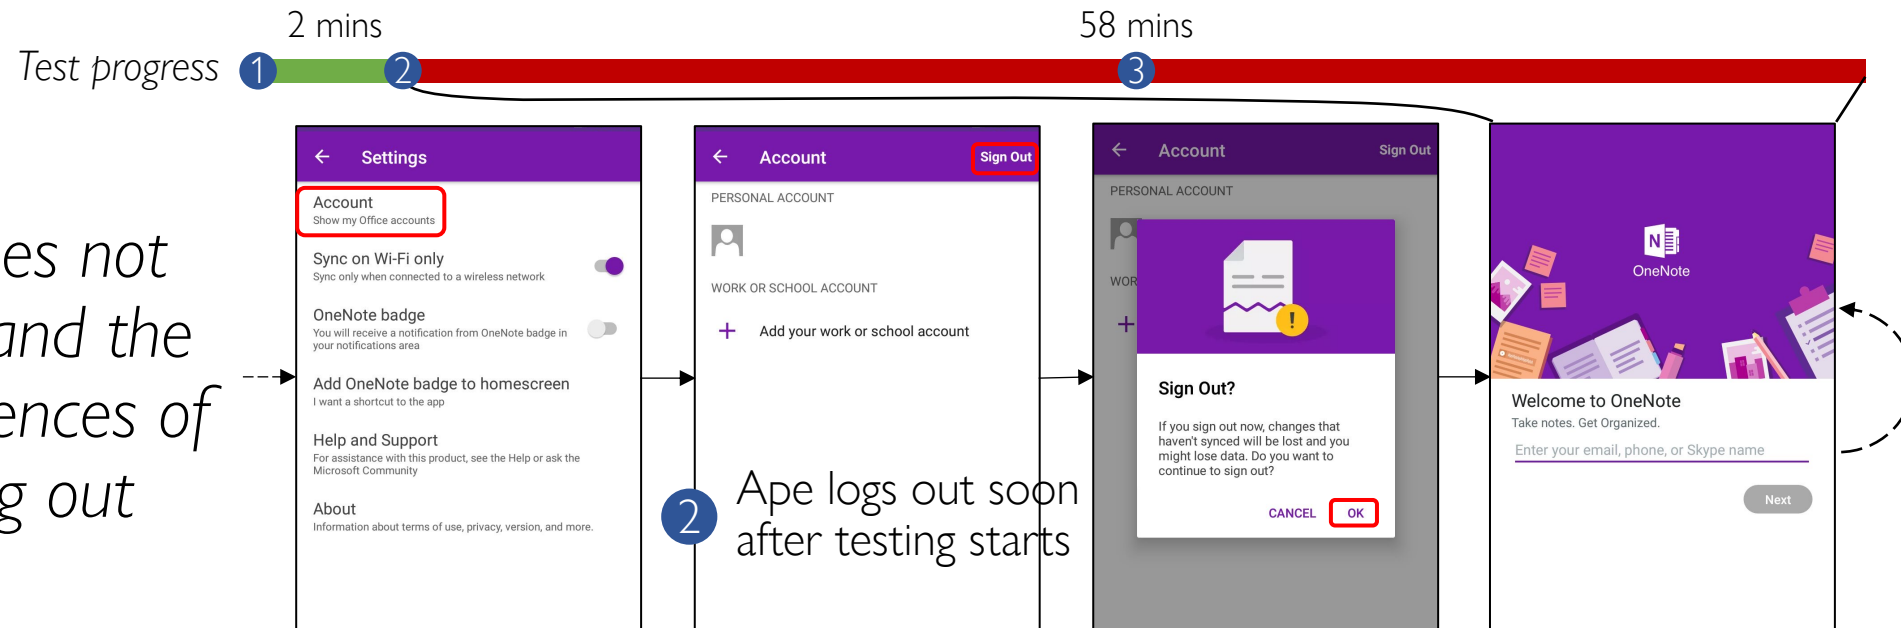 2 mins
58 mins
Test progress
1
2
3
es not
and the
ences of
g out
Settings
Account
Show my Office accounts
Sync on Wi-Fi only
Sync only when connected to a wireless network
OneNote badge
You will receive a notification from OneNote badge in
your notifications area
Add OneNote badge to homescreen
I want a shortcut to the app
Help and Support
For assistance with this product, see the Help or ask the
Microsoft Community
About
Information about terms of use, privacy, version, and more.
Account
Sign Out
PERSONAL ACCOUNT
WORK OR SCHOOL ACCOUNT
+ Add your work or school account
2
Ape logs out soon
after testing starts
Account
Sign Out
PERSONAL ACCOUNT
WOR
+
!
Sign Out?
If you sign out now, changes that
haven't synced will be lost and you
might lose data. Do you want to
continue to sign out?
CANCEL
OK
N
OneNote
Welcome to OneNote
Take notes. Get Organized.
Enter your email, phone, or Skype name
Next